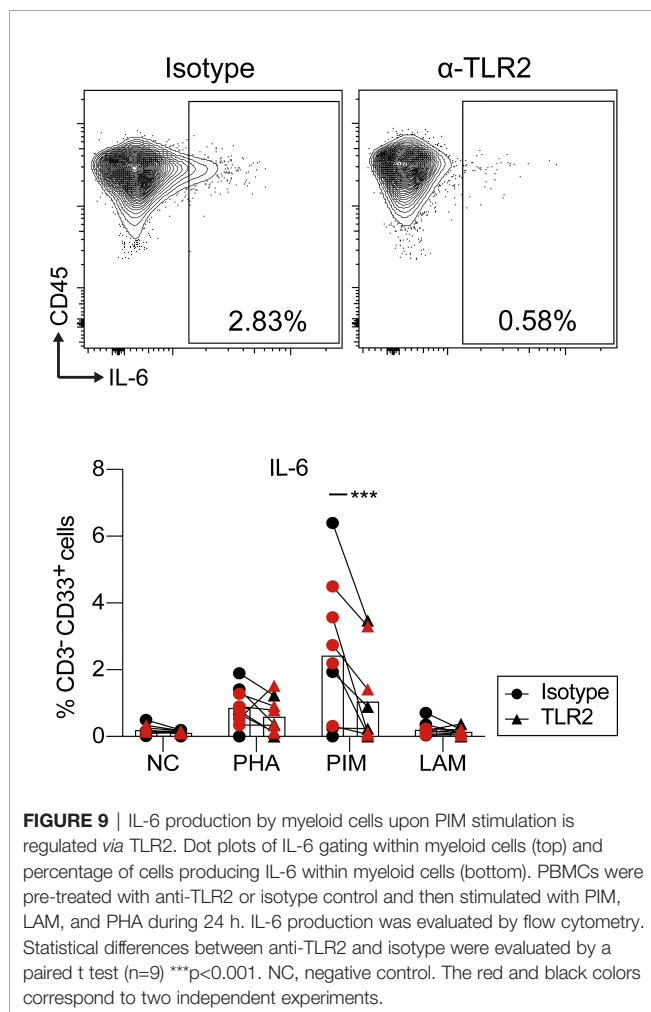 Isotype
α-TLR2
CD45
2.83%
0.58%
IL-6
IL-6
% CD3- CD33+ cells
8
6
4
2
0
***
Isotype
TLR2
NC PHA PIM LAM
FIGURE 9 | IL-6 production by myeloid cells upon PIM stimulation is
regulated via TLR2. Dot plots of IL-6 gating within myeloid cells (top) and
percentage of cells producing IL-6 within myeloid cells (bottom). PBMCs were
pre-treated with anti-TLR2 or isotype control and then stimulated with PIM,
LAM, and PHA during 24 h. IL-6 production was evaluated by flow cytometry.
Statistical differences between anti-TLR2 and isotype were evaluated by a
paired t test (n=9) ***p<0.001. NC, negative control. The red and black colors
correspond to two independent experiments.